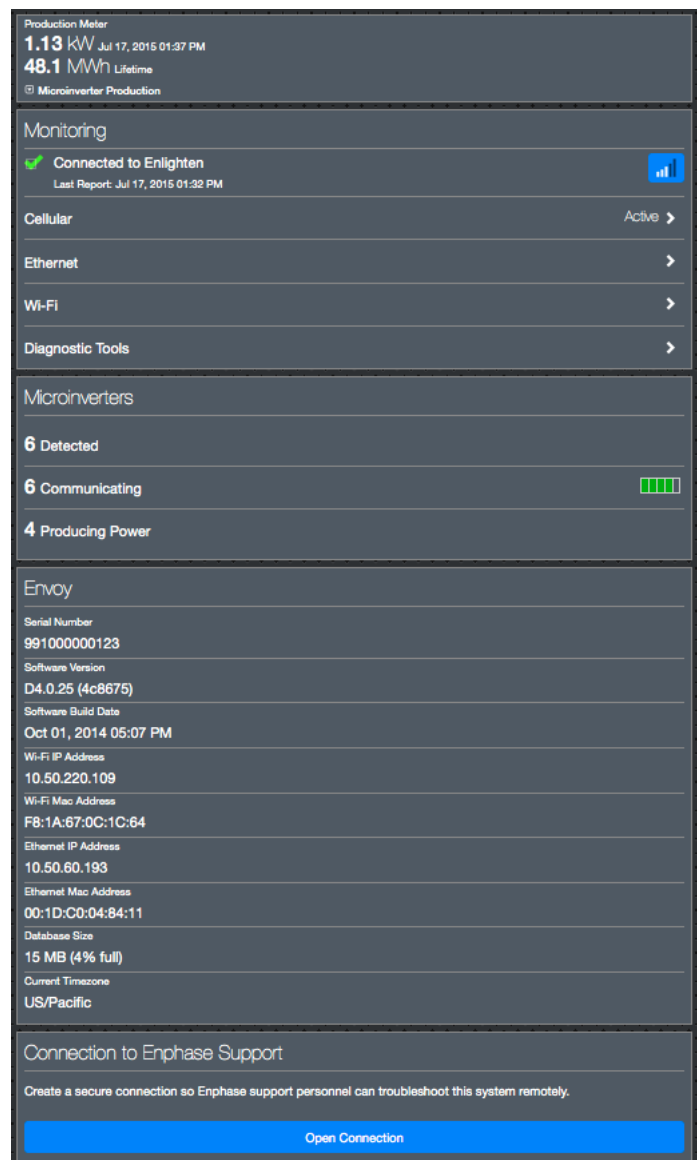 Production Meter
1.13 kW Jul 17, 2015 01:37 PM
48.1 MWh Lifetime
Microinverter Production
Monitoring
Connected to Enlighten
Last Report: Jul 17, 2015 01:32 PM
Cellular Active
Ethernet
Wi-Fi
Diagnostic Tools
Microinverters
6 Detected
6 Communicating
4 Producing Power
Envoy
Serial Number
991000000123
Software Version
D4.0.25 (4c8675)
Software Build Date
Oct 01, 2014 05:07 PM
Wi-Fi IP Address
10.50.220.109
Wi-Fi Mac Address
F8:1A:67:0C:1C:64
Ethernet IP Address
10.50.60.193
Ethernet Mac Address
00:1D:C0:04:84:11
Database Size
15 MB (4% full)
Current Timezone
US/Pacific
Connection to Enphase Support
Create a secure connection so Enphase support personnel can troubleshoot this system remotely.
Open Connection